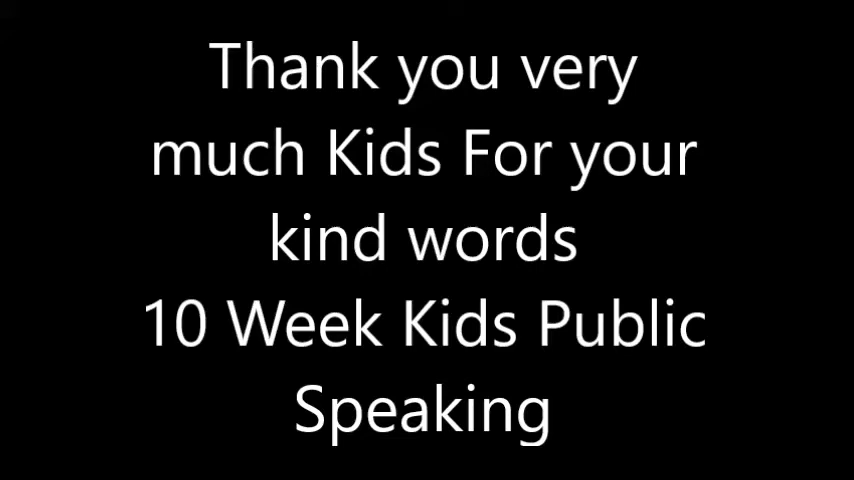 Thank you very
much Kids For your
kind words
10 Week Kids Public
Speaking